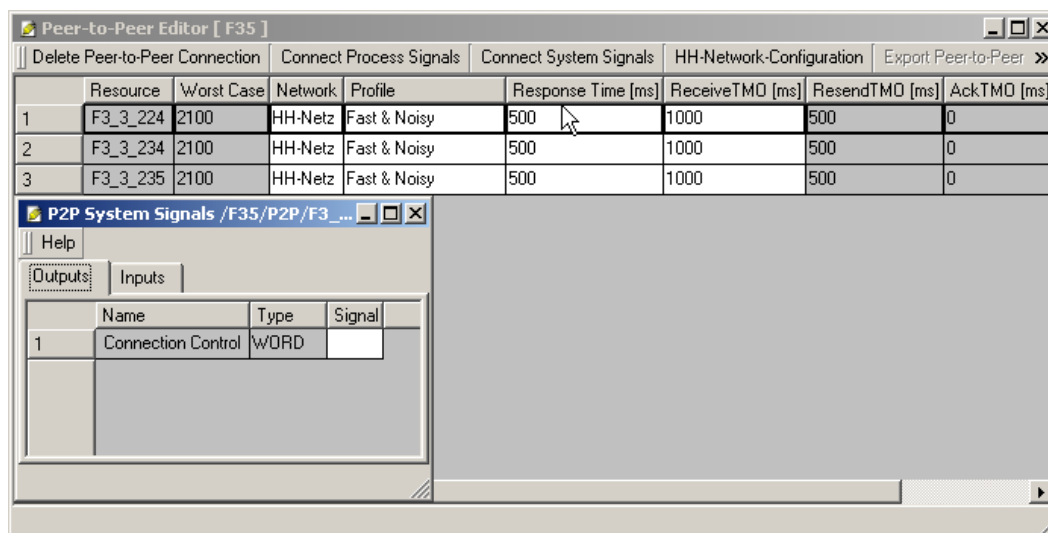 Peer-to-Peer Editor [ F35 ]
Delete Peer-to-Peer Connection Connect Process Signals Connect System Signals HH-Network-Configuration Export Peer-to-Peer »
Resource Worst Case Network Profile Response Time [ms] ReceiveTMO [ms] ResendTMO [ms] AckTMO [ms]
1 F3_3_224 2100 HH-Netz Fast & Noisy 500 1000 500 0
2 F3_3_234 2100 HH-Netz Fast & Noisy 500 1000 500 0
3 F3_3_235 2100 HH-Netz Fast & Noisy 500 1000 500 0
P2P System Signals /F35/P2P/F3_...
Help
Outputs Inputs
Name Type Signal
1 Connection Control WORD